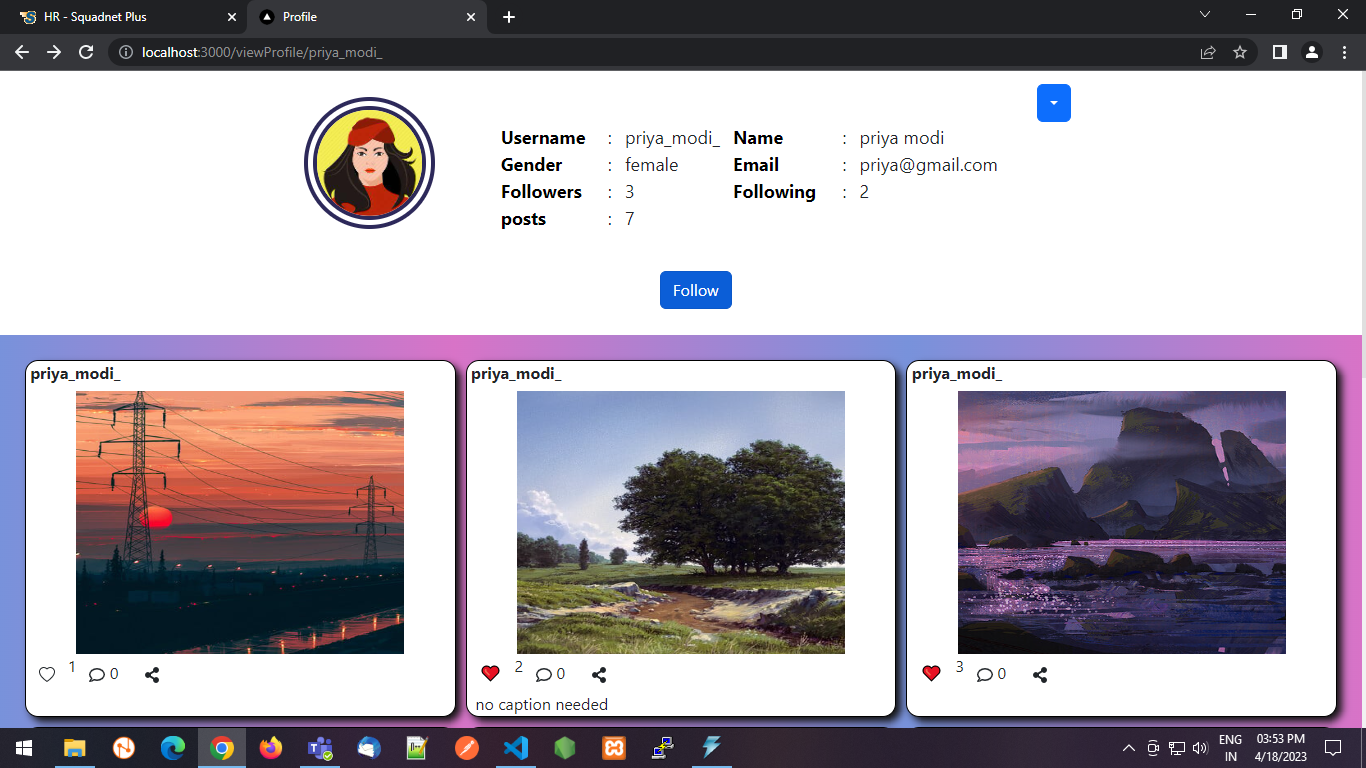 HR - Squadnet Plus
Profile
localhost:3000/viewProfile/priya_modi_
Username : priya_modi_ Name : priya modi
Gender : female Email : priya@gmail.com
Followers : 3 Following : 2
posts : 7
Follow
priya_modi_ priya_modi_ priya_modi_
1 0 2 0 3 0
no caption needed
ENG 03:53 PM
IN 4/18/2023